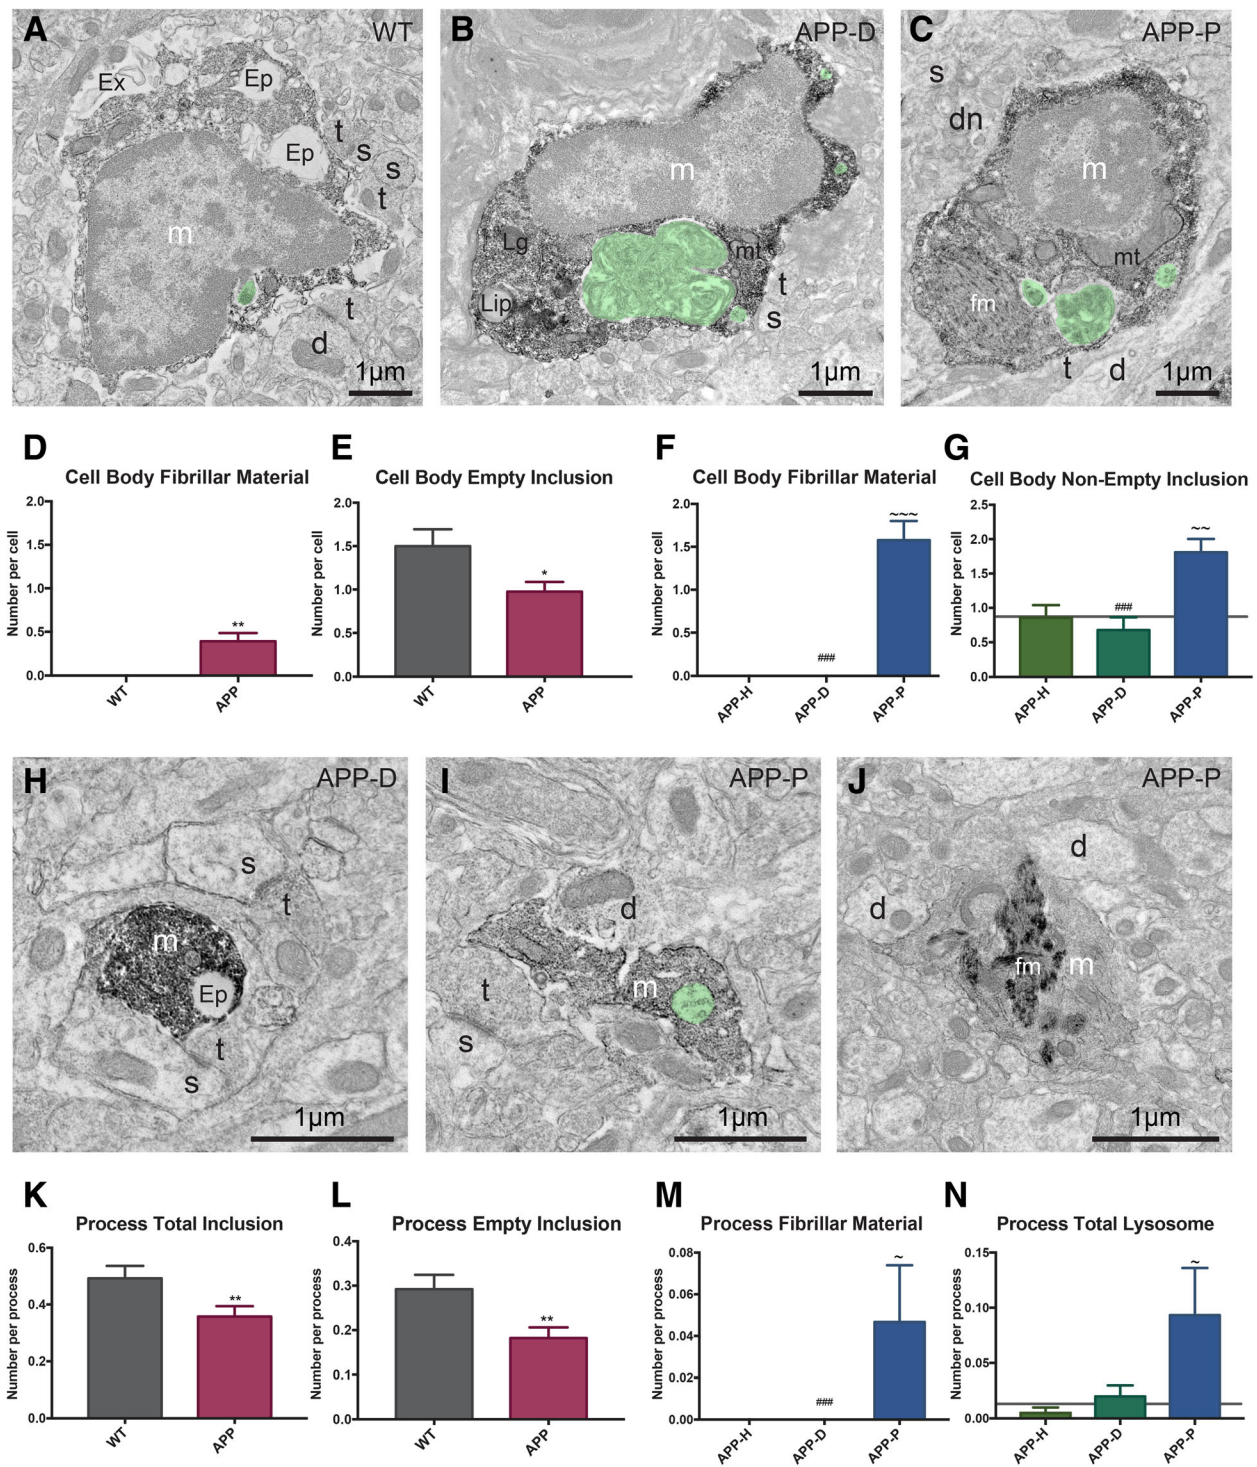 A
WT
Ex
Ep
Ep
t
s
s
t
m
t
d
1μm
B
APP-D
m
Lg
mt
Lip
t
s
1μm
C
APP-P
s
dn
m
mt
fm
t
d
1μm
D
Cell Body Fibrillar Material
Number per cell
2.0
1.5
1.0
0.5
0.0
**
WT
APP
E
Cell Body Empty Inclusion
Number per cell
2.0
1.5
1.0
0.5
0.0
*
WT
APP
F
Cell Body Fibrillar Material
Number per cell
2.0
1.5
1.0
0.5
0.0
###
~~~
APP-H
APP-D
APP-P
G
Cell Body Non-Empty Inclusion
Number per cell
2.5
2.0
1.5
1.0
0.5
0.0
###
~~
APP-H
APP-D
APP-P
H
APP-D
s
t
m
Ep
t
s
1μm
I
APP-P
d
t
m
s
1μm
J
APP-P
d
d
fm
m
1μm
K
Process Total Inclusion
Number per process
0.6
0.4
0.2
0.0
**
WT
APP
L
Process Empty Inclusion
Number per process
0.4
0.3
0.2
0.1
0.0
**
WT
APP
M
Process Fibrillar Material
Number per process
0.08
0.06
0.04
0.02
0.00
###
~
APP-H
APP-D
APP-P
N
Process Total Lysosome
Number per process
0.15
0.10
0.05
0.00
~
APP-H
APP-D
APP-P